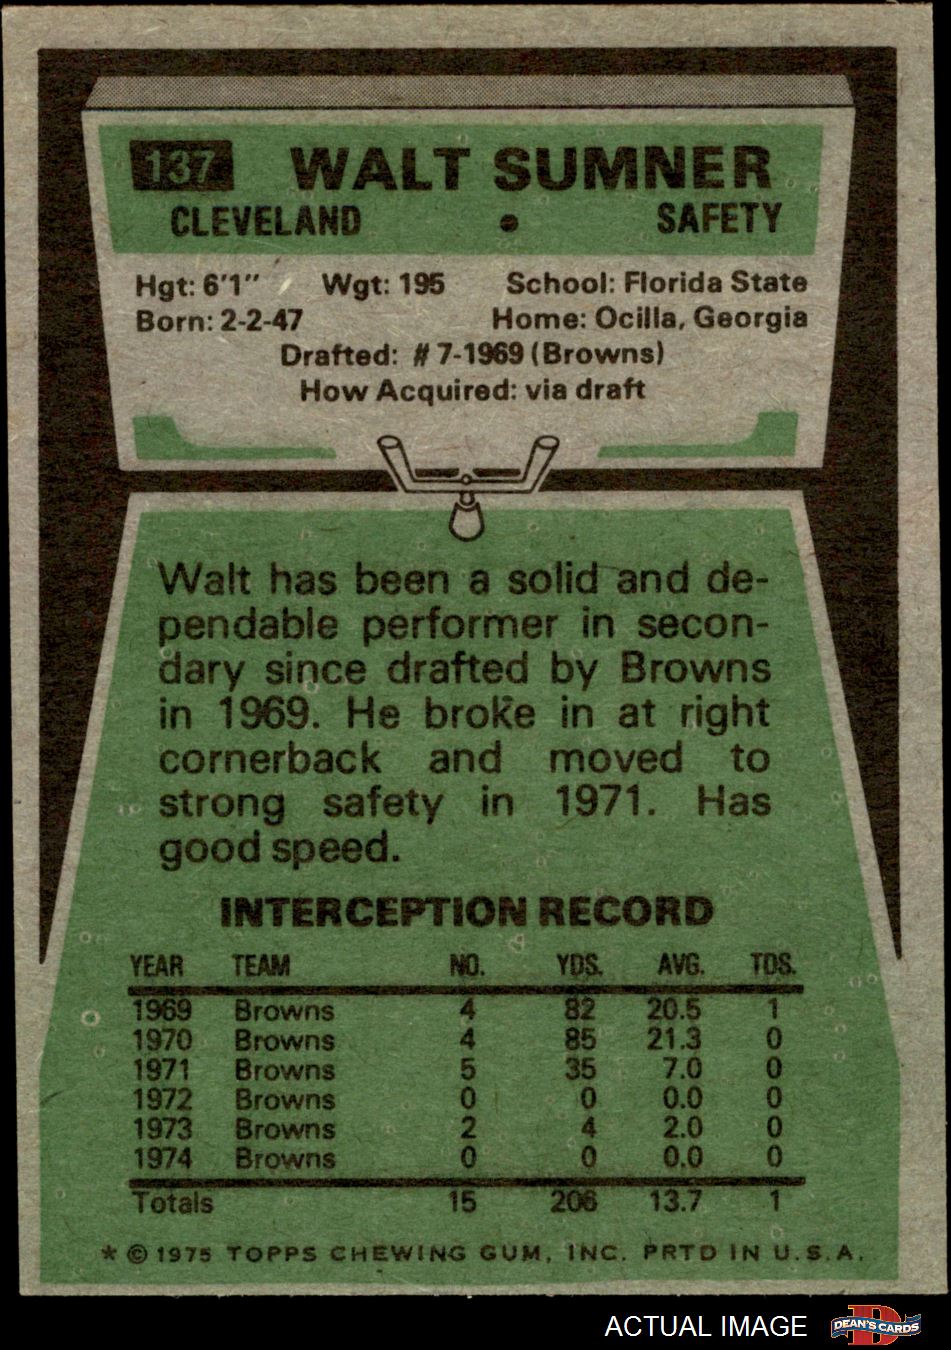 137 WALT SUMNER
CLEVELAND • SAFETY
Hgt: 6'1" Wgt: 195 School: Florida State
Born: 2-2-47 Home: Ocilla, Georgia
Drafted: #7-1969 (Browns)
How Acquired: via draft
Walt has been a solid and de-
pendable performer in secon-
dary since drafted by Browns
in 1969. He broke in at right
cornerback and moved to
strong safety in 1971. Has
good speed.
INTERCEPTION RECORD
YEAR TEAM NO. YDS. AVG. TDS.
1969 Browns 4 82 20.5 1
1970 Browns 4 85 21.3 0
1971 Browns 5 35 7.0 0
1972 Browns 0 0 0.0 0
1973 Browns 2 4 2.0 0
1974 Browns 0 0 0.0 0
Totals 15 206 13.7 1
* © 1975 TOPPS CHEWING GUM, INC. PRTD IN U.S.A.
ACTUAL IMAGE D DEAN'S CARDS